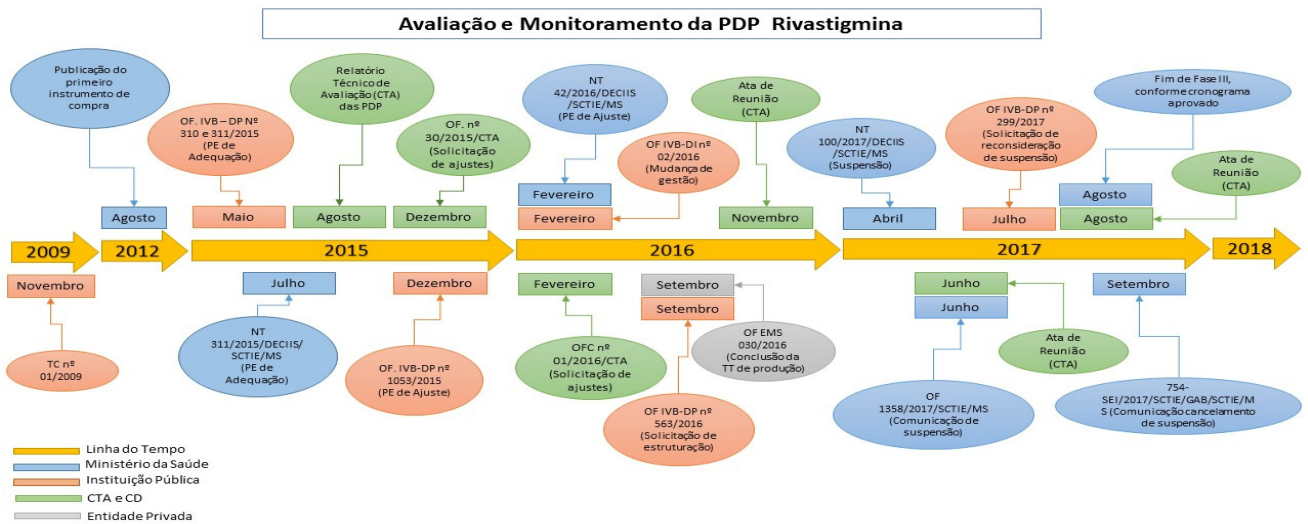 Avaliação e Monitoramento da PDP Rivastigmina
Publicação do
primeiro
instrumento de
compra
OF. IVB – DP Nº
310 e 311/2015
(PE de
Adequação)
Relatório
Técnico de
Avaliação (CTA)
das PDP
OF. nº
30/2015/CTA
(Solicitação
de ajustes)
NT
42/2016/DECIIS
/SCTIE/MS
(PE de Ajuste)
OF IVB-DI nº
02/2016
(Mudança de
gestão)
Ata de
Reunião
(CTA)
NT
100/2017/DECIIS
/SCTIE/MS
(Suspensão)
OF IVB-DP nº
299/2017
(Solicitação de
reconsideração
de suspensão)
Fim de Fase III,
conforme cronograma
aprovado
Ata de
Reunião
(CTA)
Agosto
Maio
Agosto
Dezembro
Fevereiro
Fevereiro
Novembro
Abril
Julho
Agosto
Agosto
2009
2012
2015
2016
2017
2018
Novembro
Julho
Dezembro
Fevereiro
Setembro
Setembro
Junho
Junho
Setembro
TC nº
01/2009
NT
311/2015/DECIIS/
SCTIE/MS
(PE de
Adequação)
OF. IVB-DP nº
1053/2015
(PE de Ajuste)
OFC nº
01/2016/CTA
(Solicitação
de ajustes)
OF IVB-DP nº
563/2016
(Solicitação de
estruturação)
OF EMS
030/2016
(Conclusão da
TT de produção)
OF
1358/2017/SCTIE/MS
(Comunicação de
suspensão)
Ata de
Reunião
(CTA)
754-
SEI/2017/SCTIE/GAB/SCTIE/M
S (Comunicação cancelamento
de suspensão)
Linha do Tempo
Ministério da Saúde
Instituição Pública
CTA e CD
Entidade Privada